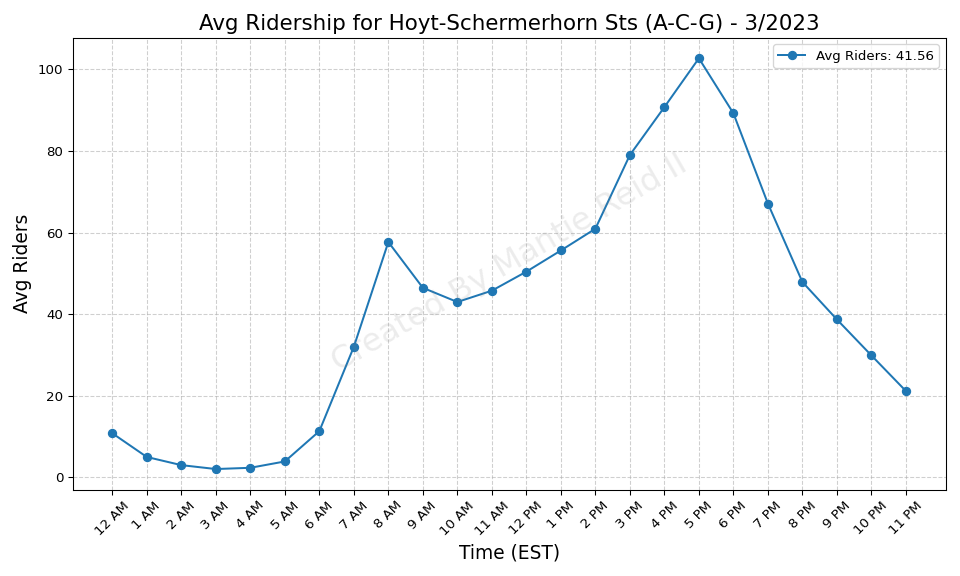 Avg Ridership for Hoyt-Schermerhorn Sts (A-C-G) - 3/2023
Avg Riders: 41.56
100
80
60
40
20
0
Avg Riders
Created By Mantle Reid II
12 AM
1 AM
2 AM
3 AM
4 AM
5 AM
6 AM
7 AM
8 AM
9 AM
10 AM
11 AM
12 PM
1 PM
2 PM
3 PM
4 PM
5 PM
6 PM
7 PM
8 PM
9 PM
10 PM
11 PM
Time (EST)